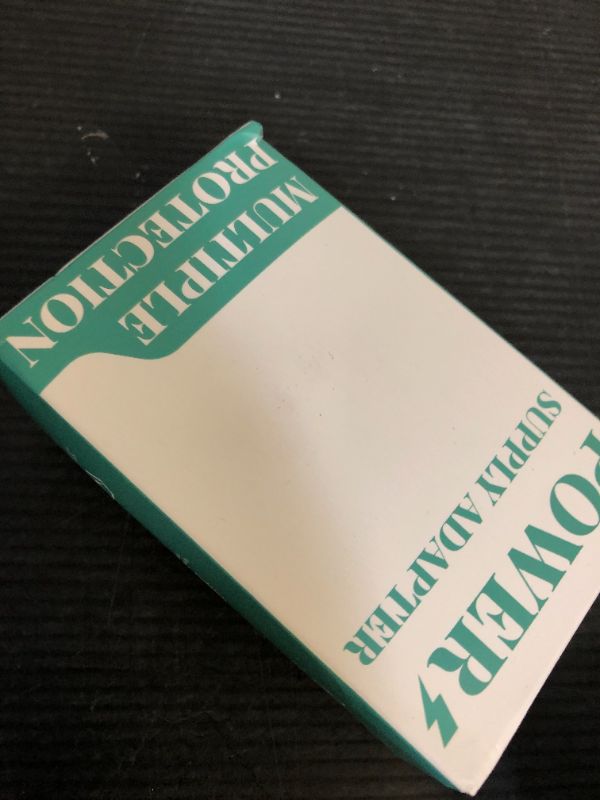 POWER
SUPPLY ADAPTER
MULTIPLE
PROTECTION